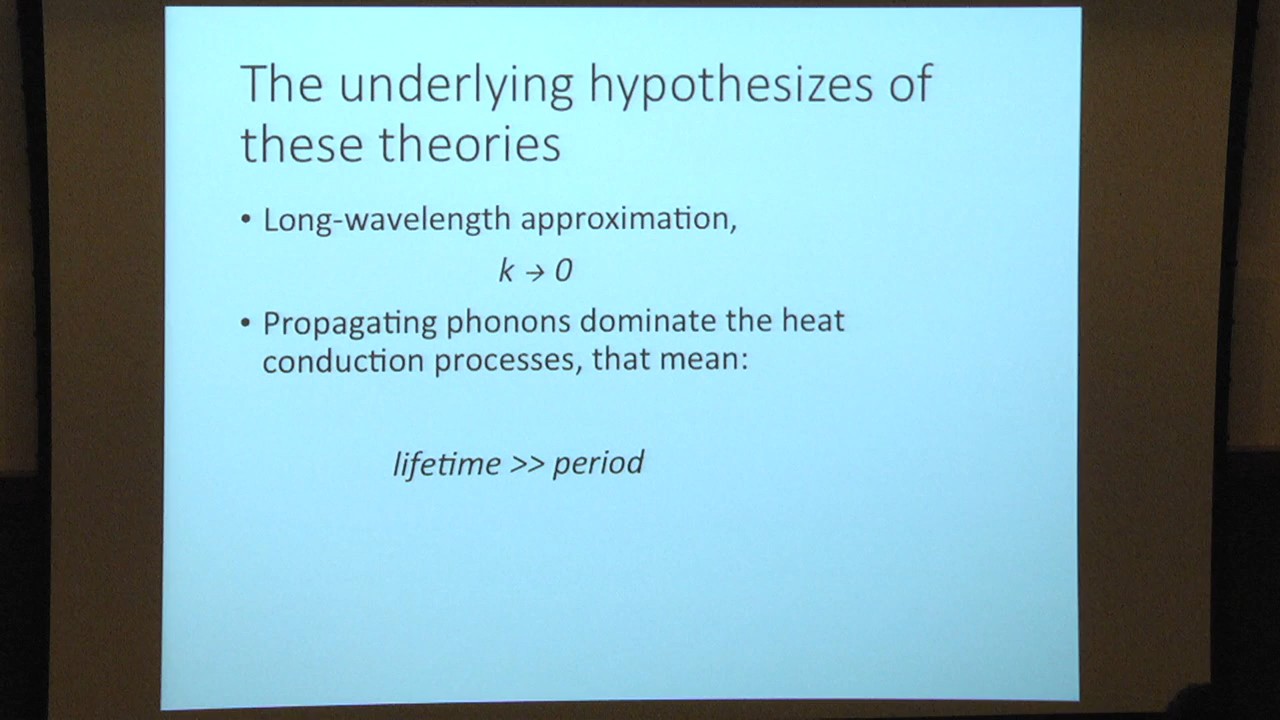 The underlying hypothesizes of
these theories
• Long-wavelength approximation,
k → 0
• Propagating phonons dominate the heat
conduction processes, that mean:
lifetime >> period